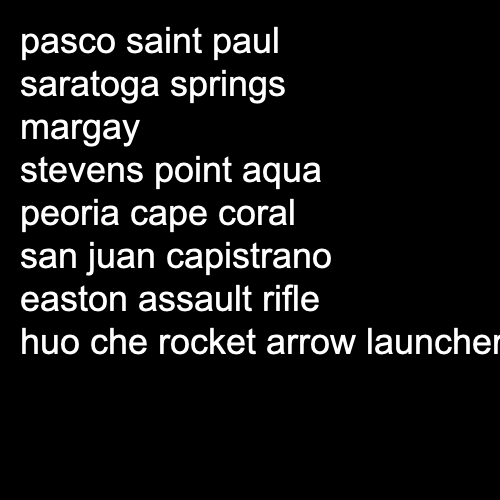 pasco saint paul
saratoga springs
margay
stevens point aqua
peoria cape coral
san juan capistrano
easton assault rifle
huo che rocket arrow launcher